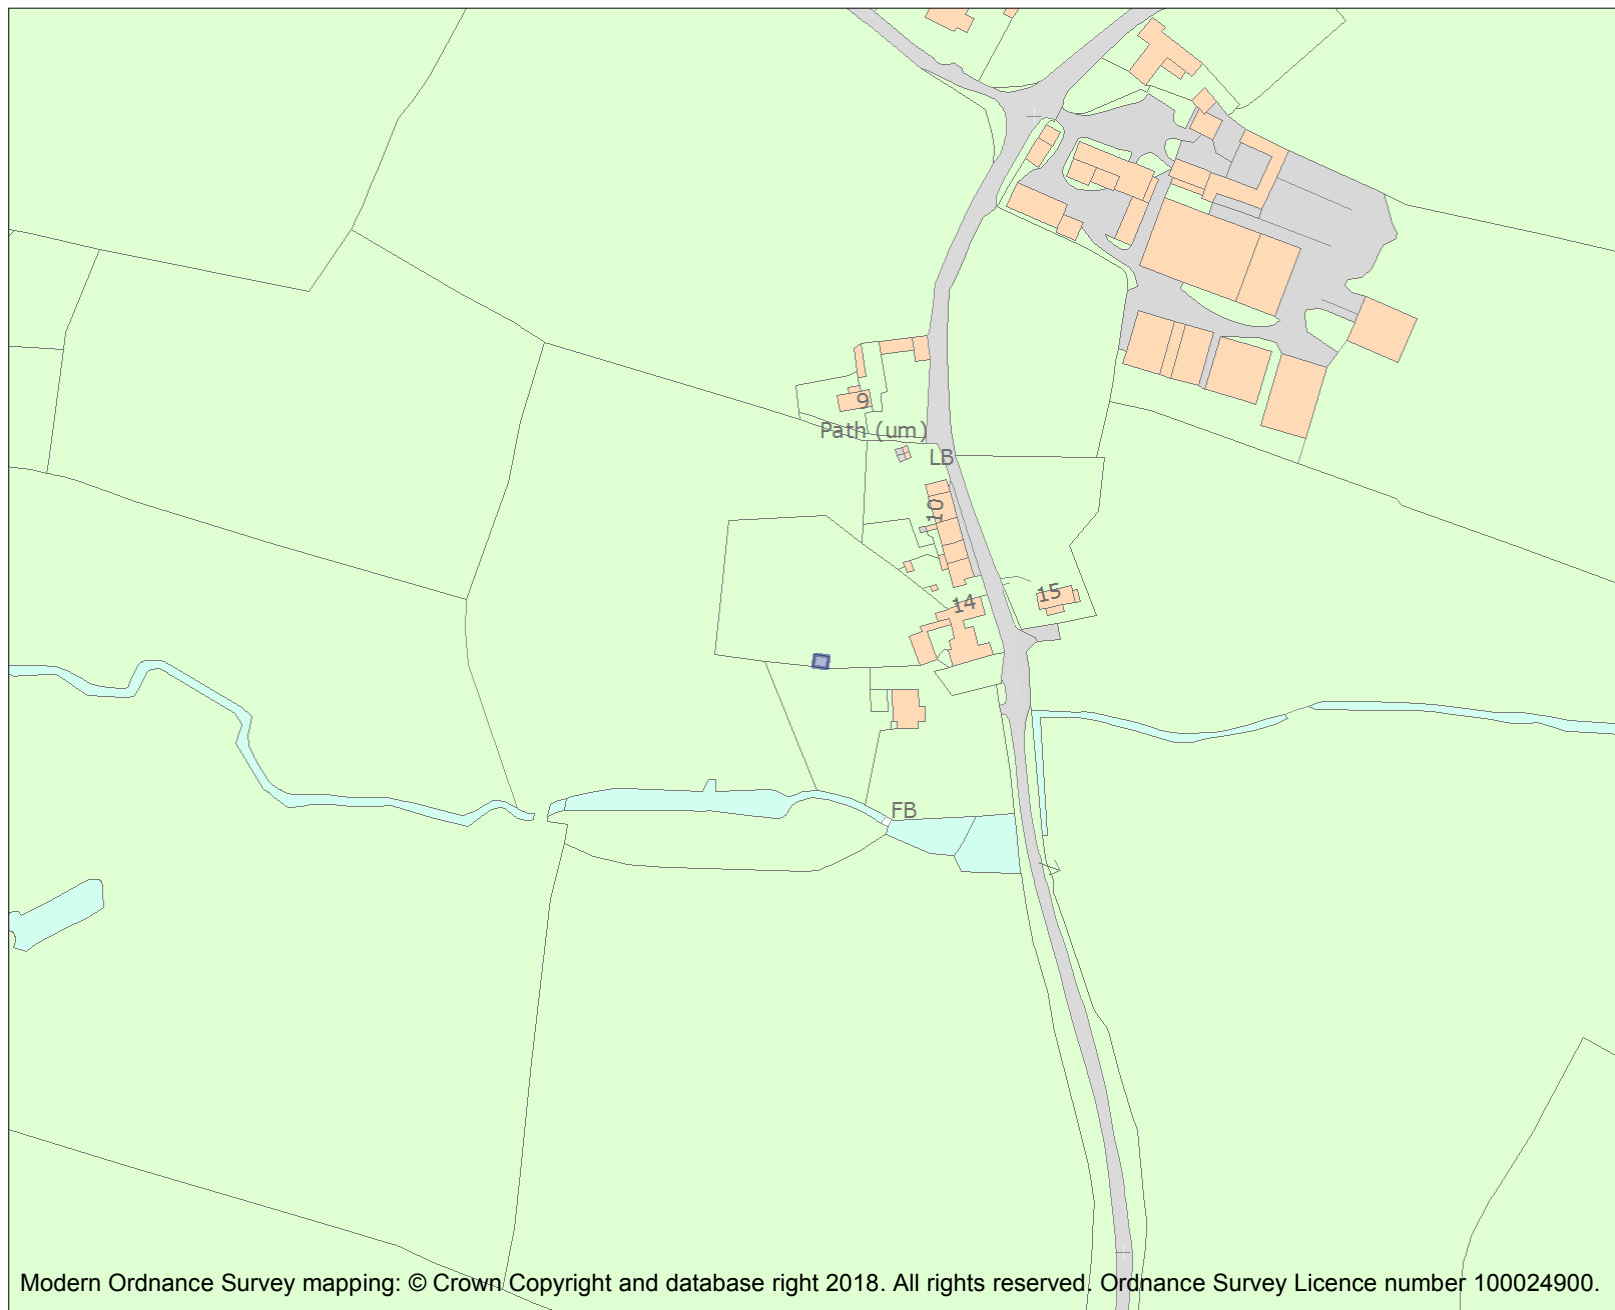 9
Path (um)
LB
10
15
14
FB
Modern Ordnance Survey mapping: © Crown Copyright and database right 2018. All rights reserved. Ordnance Survey Licence number 100024900.